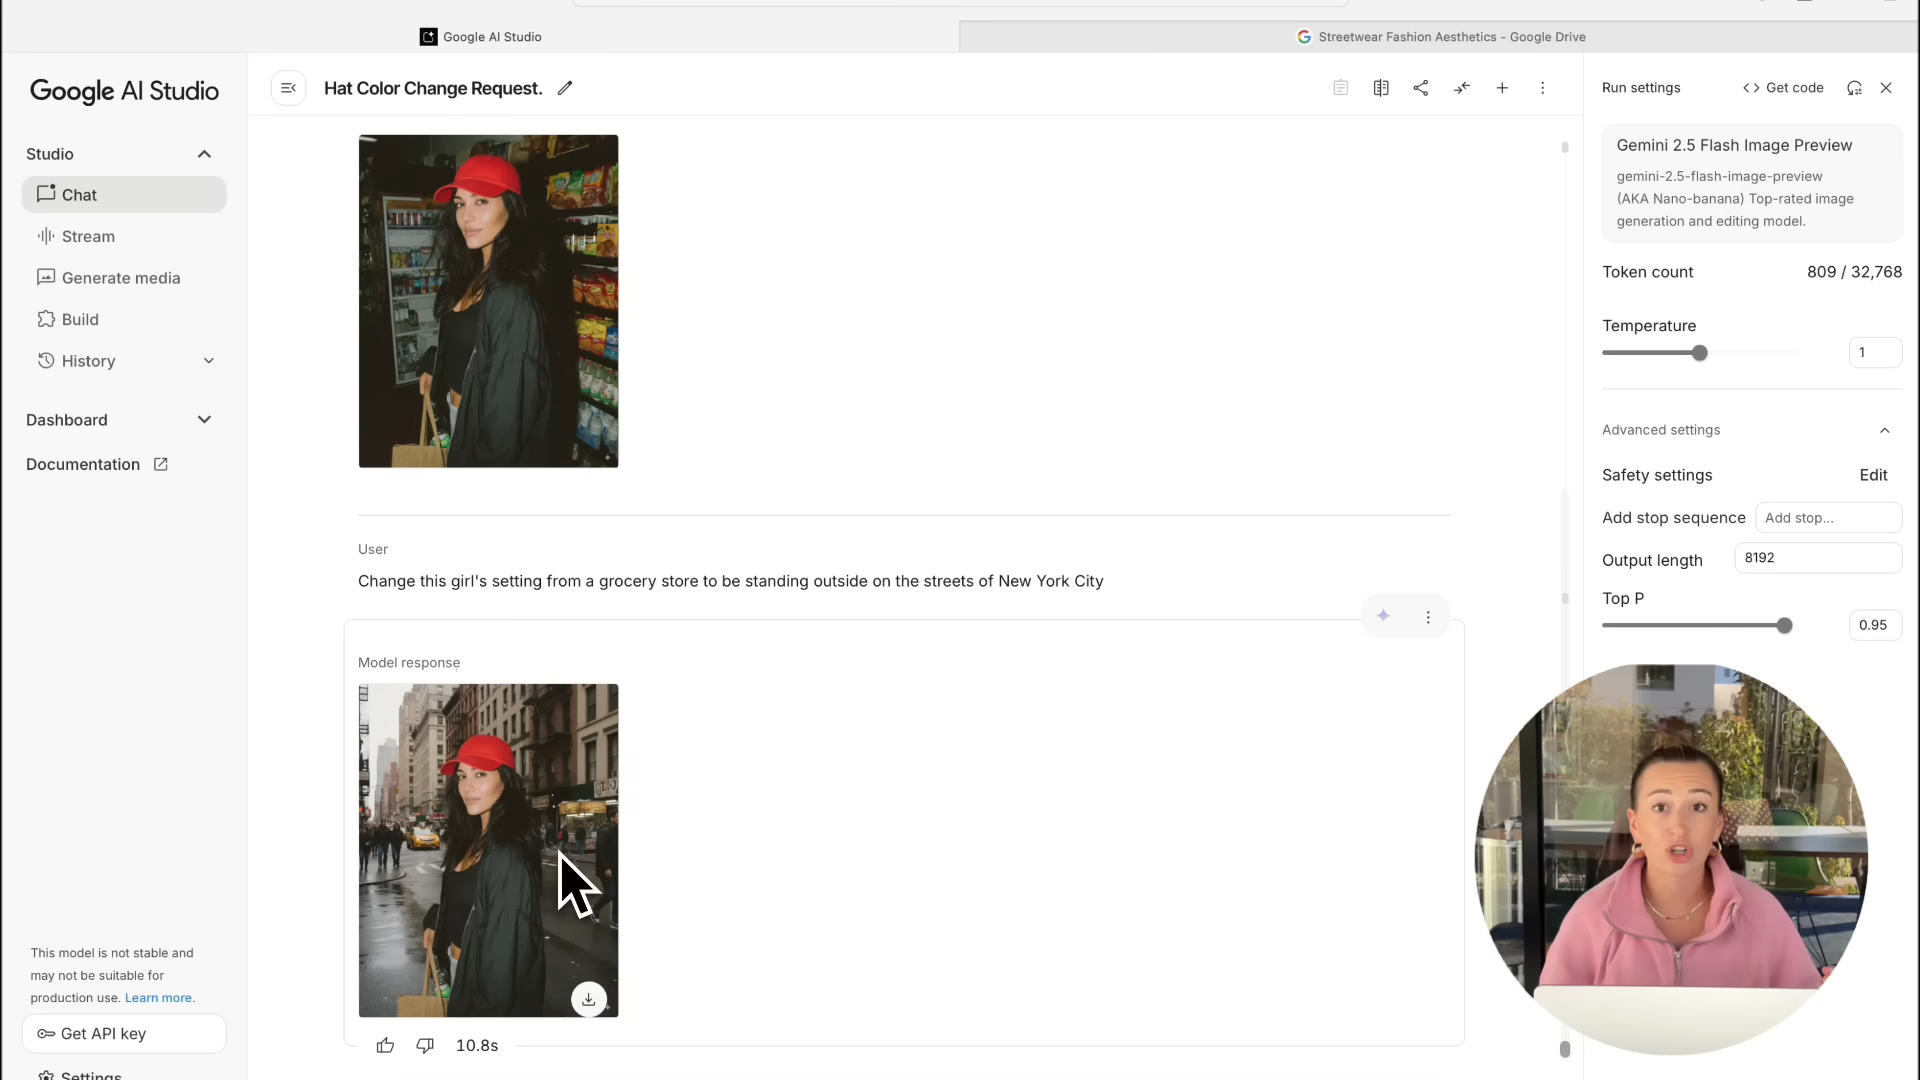 Google AI Studio
Streetwear Fashion Aesthetics - Google Drive
Google AI Studio
Studio
Chat
Stream
Generate media
Build
History
Dashboard
Documentation
This model is not stable and
may not be suitable for
production use. Learn more.
Get API key
Settings
Hat Color Change Request.
User
Change this girl's setting from a grocery store to be standing outside on the streets of New York City
Model response
10.8s
Run settings
Get code
Gemini 2.5 Flash Image Preview
gemini-2.5-flash-image-preview
(AKA Nano-banana) Top-rated image
generation and editing model.
Token count
809 / 32,768
Temperature
1
Advanced settings
Safety settings
Edit
Add stop sequence
Add stop...
Output length
8192
Top P
0.95